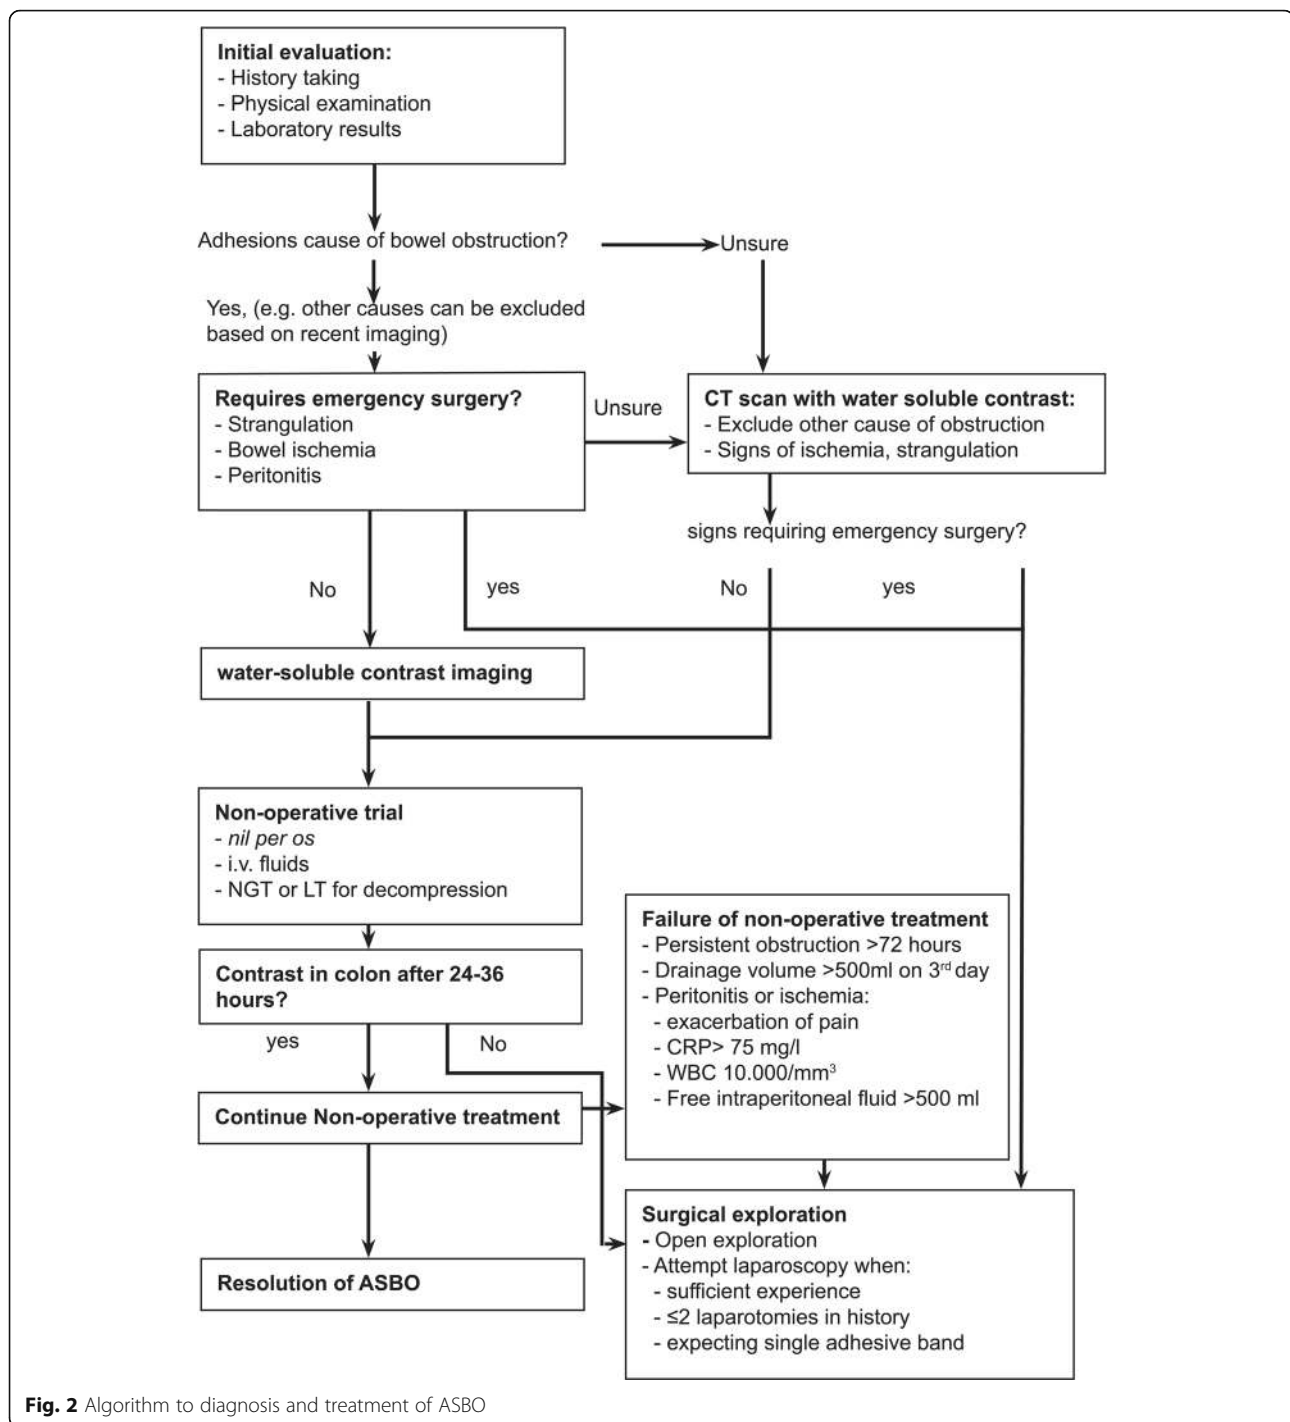 Initial evaluation:
- History taking
- Physical examination
- Laboratory results
Adhesions cause of bowel obstruction?
Unsure
Yes, (e.g. other causes can be excluded
based on recent imaging)
Requires emergency surgery?
- Strangulation
- Bowel ischemia
- Peritonitis
Unsure
CT scan with water soluble contrast:
- Exclude other cause of obstruction
- Signs of ischemia, strangulation
signs requiring emergency surgery?
No
yes
No
yes
water-soluble contrast imaging
Non-operative trial
- nil per os
- i.v. fluids
- NGT or LT for decompression
Contrast in colon after 24-36
hours?
yes
No
Continue Non-operative treatment
Resolution of ASBO
Failure of non-operative treatment
- Persistent obstruction >72 hours
- Drainage volume >500ml on 3rd day
- Peritonitis or ischemia:
- exacerbation of pain
- CRP> 75 mg/l
- WBC 10.000/mm³
- Free intraperitoneal fluid >500 ml
Surgical exploration
- Open exploration
- Attempt laparoscopy when:
- sufficient experience
- ≤2 laparotomies in history
- expecting single adhesive band
Fig. 2 Algorithm to diagnosis and treatment of ASBO